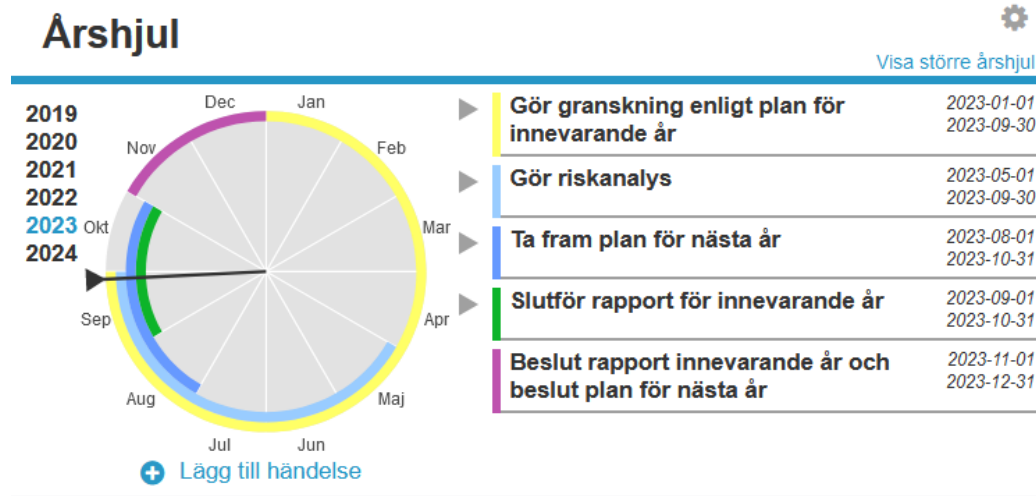 Årshjul
Visa större årshjul
2019
2020
2021
2022
2023
2024
Dec
Jan
Nov
Feb
Okt
Mar
Sep
Apr
Aug
Maj
Jul
Jun
Lägg till händelse
Gör granskning enligt plan för
innevarande år
2023-01-01
2023-09-30
Gör riskanalys
2023-05-01
2023-09-30
Ta fram plan för nästa år
2023-08-01
2023-10-31
Slutför rapport för innevarande år
2023-09-01
2023-10-31
Beslut rapport innevarande år och
beslut plan för nästa år
2023-11-01
2023-12-31